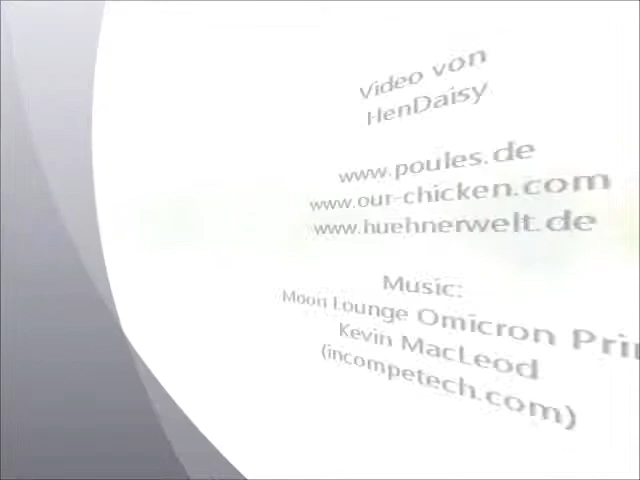 Video von
HenDaisy
www.poules.de
www.our-chicken.com
www.huehnerwelt.de
Music:
Moon Lounge Omicron Pri
Kevin MacLeod
(incompetech.com)